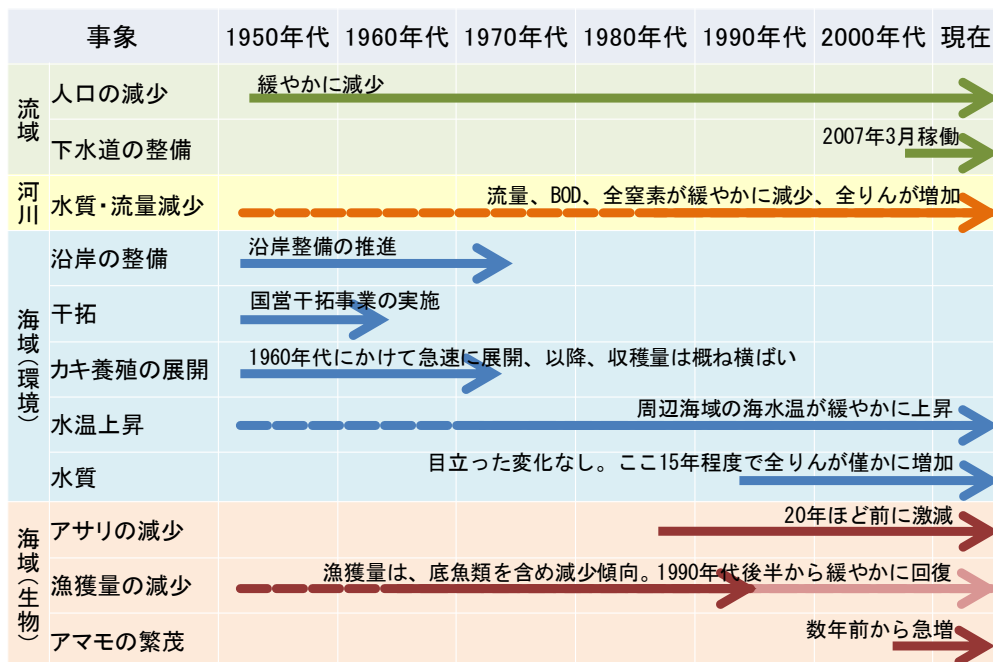 事象 1950年代 1960年代 1970年代 1980年代 1990年代 2000年代 現在
流域
人口の減少 緩やかに減少
下水道の整備 2007年3月稼働
河川
水質・流量減少 流量、BOD、全窒素が緩やかに減少、全りんが増加
海域(環境)
沿岸の整備 沿岸整備の推進
干拓 国営干拓事業の実施
カキ養殖の展開 1960年代にかけて急速に展開、以降、収穫量は概ね横ばい
水温上昇 周辺海域の海水温が緩やかに上昇
水質 目立った変化なし。ここ15年程度で全りんが僅かに増加
海域(生物)
アサリの減少 20年ほど前に激減
漁獲量の減少 漁獲量は、底魚類を含め減少傾向。1990年代後半から緩やかに回復
アマモの繁茂 数年前から急増